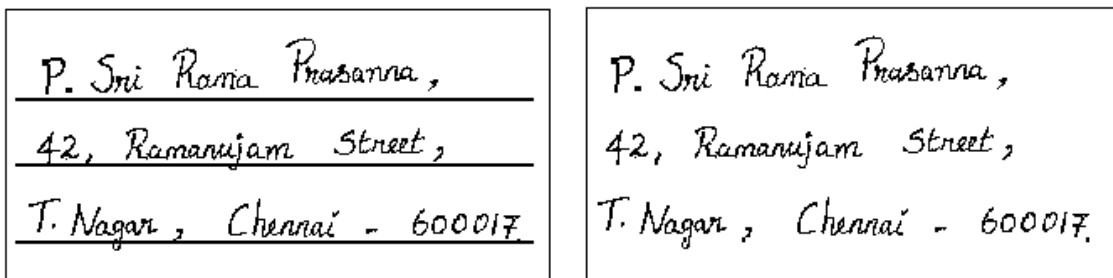 P. Sri Rama Prasanna,
42, Ramanujam Street,
T. Nagar, Chennai - 600017.
P. Sri Rama Prasanna,
42, Ramanujam Street,
T. Nagar, Chennai - 600017.